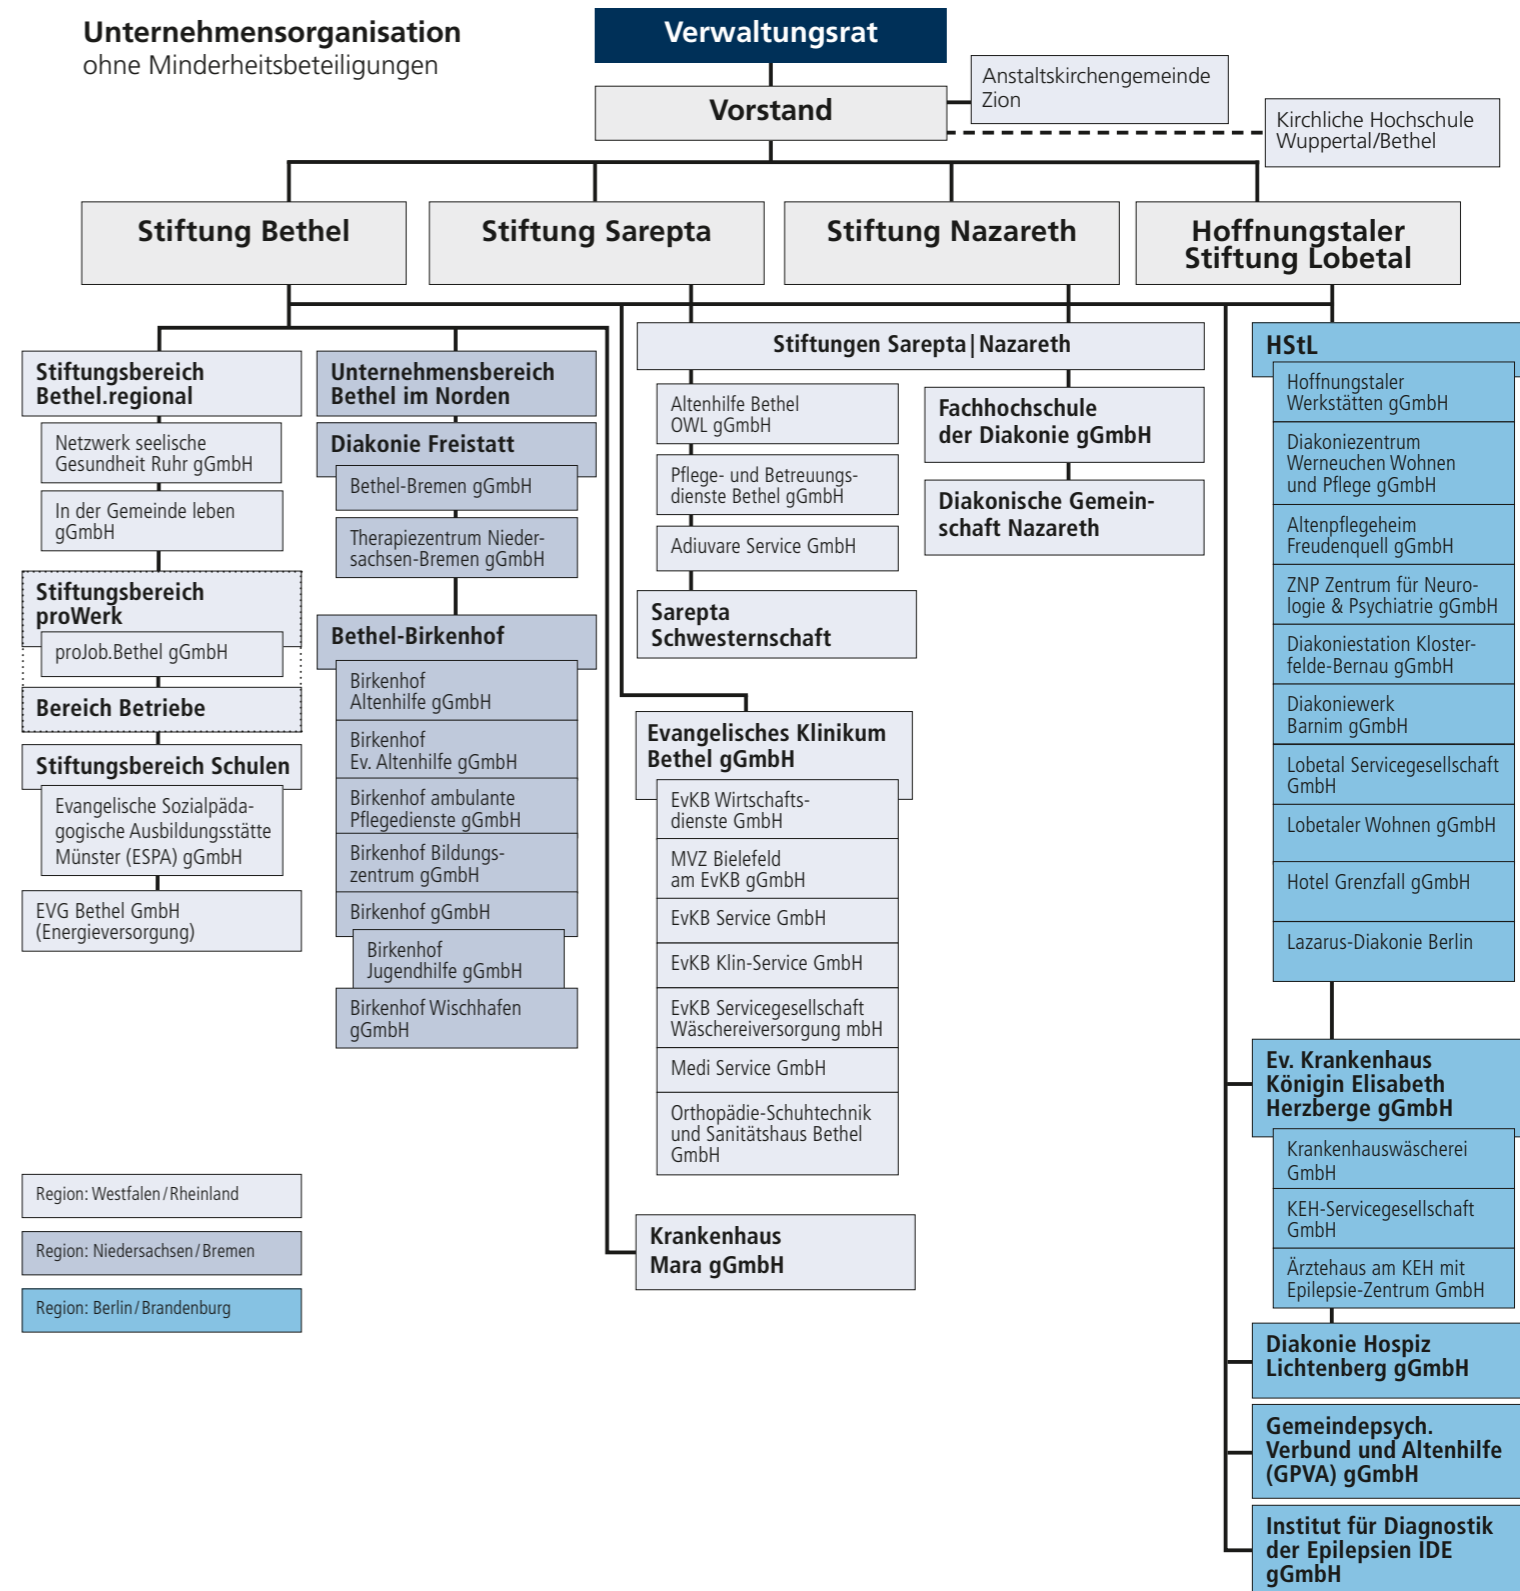 Unternehmensorganisation
ohne Minderheitsbeteiligungen
Verwaltungsrat
Vorstand
Anstaltskirchengemeinde
Zion
Kirchliche Hochschule
Wuppertal/Bethel
Stiftung Bethel
Stiftung Sarepta
Stiftung Nazareth
Hoffnungstaler
Stiftung Lobetal
Stiftungsbereich
Bethel.regional
Netzwerk seelische
Gesundheit Ruhr gGmbH
In der Gemeinde leben
gGmbH
Stiftungsbereich
proWerk
proJob.Bethel gGmbH
Bereich Betriebe
Stiftungsbereich Schulen
Evangelische Sozialpäda-
gogische Ausbildungsstätte
Münster (ESPA) gGmbH
EVG Bethel GmbH
(Energieversorgung)
Unternehmensbereich
Bethel im Norden
Diakonie Freistatt
Bethel-Bremen gGmbH
Therapiezentrum Nieder-
sachsen-Bremen gGmbH
Bethel-Birkenhof
Birkenhof
Altenhilfe gGmbH
Birkenhof
Ev. Altenhilfe gGmbH
Birkenhof ambulante
Pflegedienste gGmbH
Birkenhof Bildungs-
zentrum gGmbH
Birkenhof gGmbH
Birkenhof
Jugendhilfe gGmbH
Birkenhof Wischhafen
gGmbH
Stiftungen Sarepta|Nazareth
Altenhilfe Bethel
OWL gGmbH
Pflege- und Betreuungs-
dienste Bethel gGmbH
Adiuvare Service GmbH
Sarepta
Schwesternschaft
Fachhochschule
der Diakonie gGmbH
Diakonische Gemein-
schaft Nazareth
Evangelisches Klinikum
Bethel gGmbH
EvKB Wirtschafts-
dienste GmbH
MVZ Bielefeld
am EvKB gGmbH
EvKB Service GmbH
EvKB Klin-Service GmbH
EvKB Servicegesellschaft
Wäschereiversorgung mbH
Medi Service GmbH
Orthopädie-Schuhtechnik
und Sanitätshaus Bethel
GmbH
Krankenhaus
Mara gGmbH
HStL
Hoffnungstaler
Werkstätten gGmbH
Diakoniezentrum
Werneuchen Wohnen
und Pflege gGmbH
Altenpflegeheim
Freudenquell gGmbH
ZNP Zentrum für Neuro-
logie & Psychiatrie gGmbH
Diakoniestation Kloster-
felde-Bernau gGmbH
Diakoniewerk
Barnim gGmbH
Lobetal Servicegesellschaft
GmbH
Lobetaler Wohnen gGmbH
Hotel Grenzfall gGmbH
Lazarus-Diakonie Berlin
Ev. Krankenhaus
Königin Elisabeth
Herzberge gGmbH
Krankenhauswäscherei
GmbH
KEH-Servicegesellschaft
GmbH
Ärztehaus am KEH mit
Epilepsie-Zentrum GmbH
Diakonie Hospiz
Lichtenberg gGmbH
Gemeindepsych.
Verbund und Altenhilfe
(GPVA) gGmbH
Institut für Diagnostik
der Epilepsien IDE
gGmbH
Region: Westfalen/Rheinland
Region: Niedersachsen/Bremen
Region: Berlin/Brandenburg